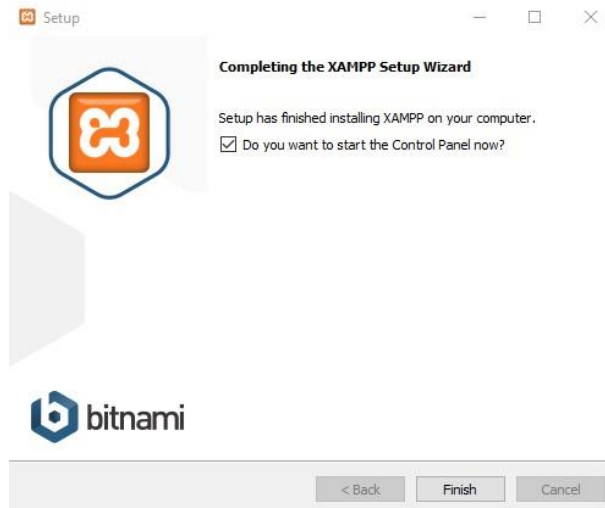 Setup
Completing the XAMPP Setup Wizard
Setup has finished installing XAMPP on your computer.
Do you want to start the Control Panel now?
bitnami
< Back
Finish
Cancel